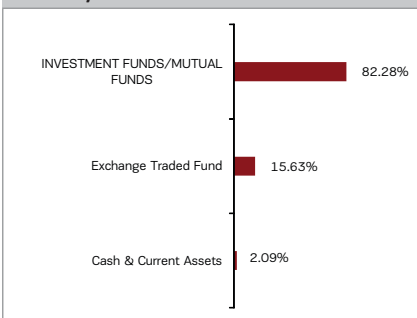 INVESTMENT FUNDS/MUTUAL
FUNDS
82.28%
Exchange Traded Fund
15.63%
Cash & Current Assets
2.09%